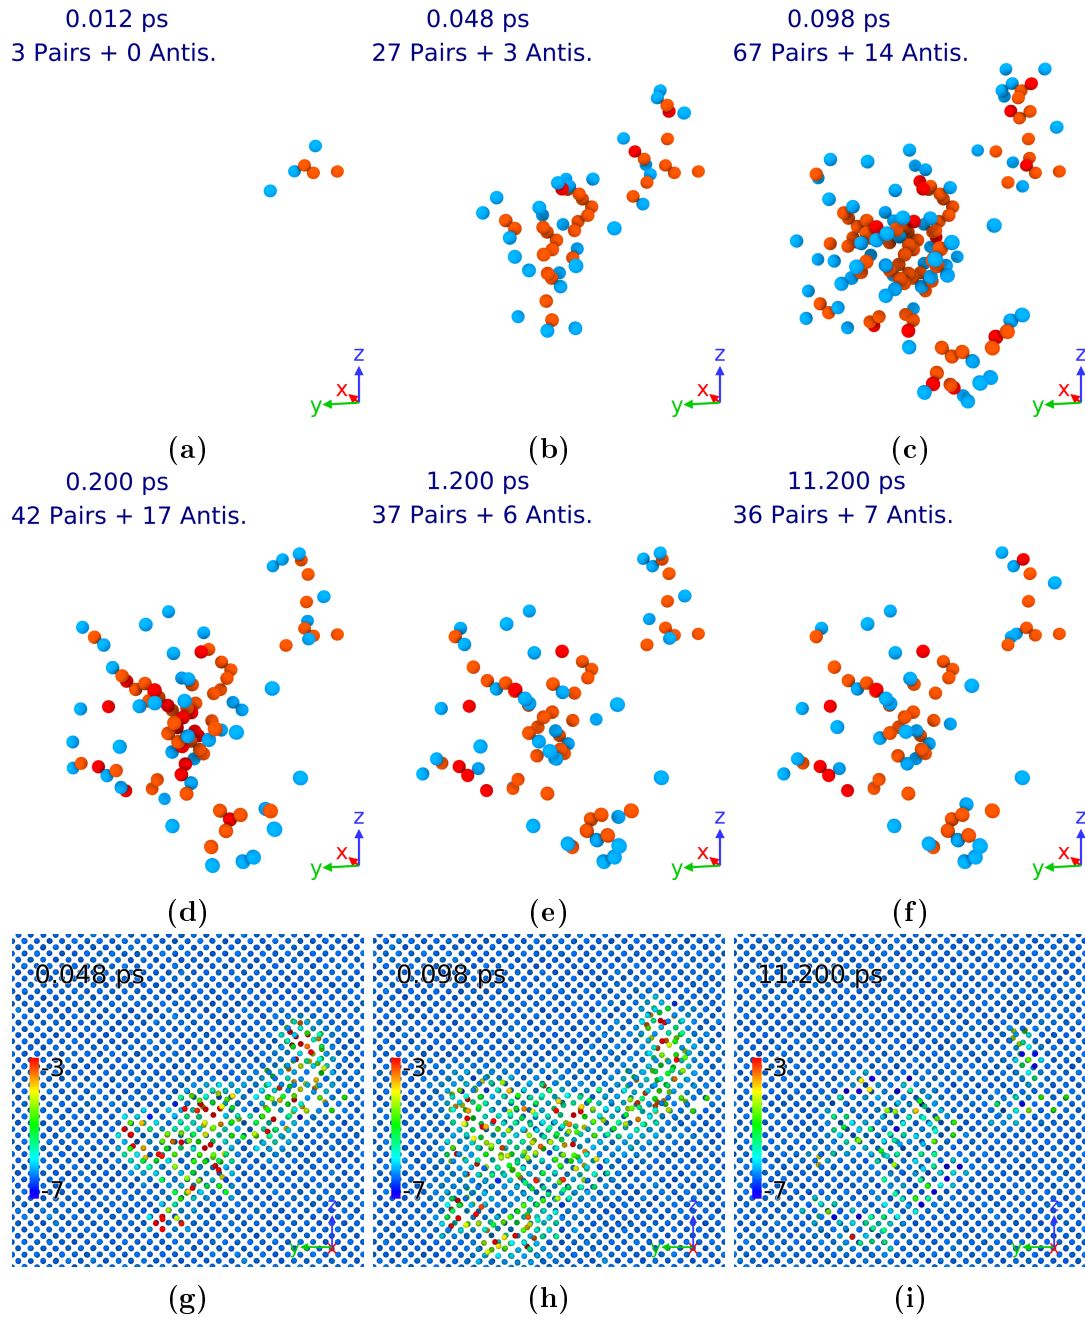 0.012 ps
3 Pairs + 0 Antis.
z
x
y
(a)
0.048 ps
27 Pairs + 3 Antis.
z
x
y
(b)
0.098 ps
67 Pairs + 14 Antis.
z
x
y
(c)
0.200 ps
42 Pairs + 17 Antis.
z
x
y
(d)
1.200 ps
37 Pairs + 6 Antis.
z
x
y
(e)
11.200 ps
36 Pairs + 7 Antis.
z
x
y
(f)
0.048 ps
-3
-7
z
y
x
(g)
0.098 ps
-3
-7
z
y
x
(h)
11.200 ps
-3
-7
z
y
x
(i)